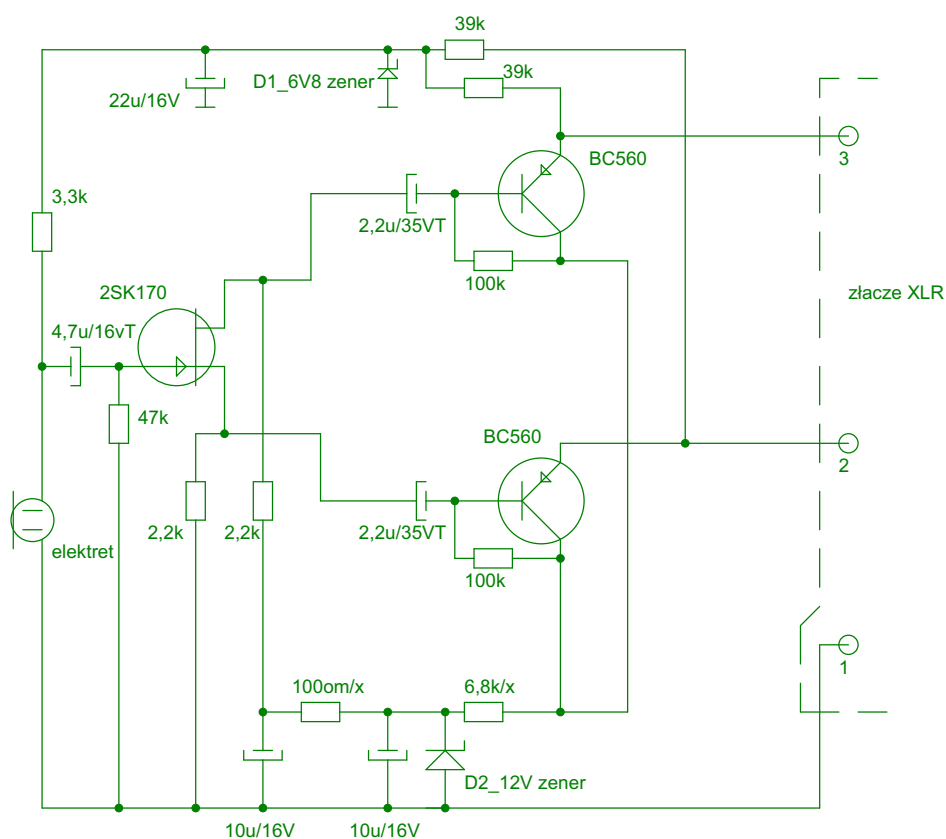 39k
39k
D1_6V8 zener
22u/16V
3
BC560
3,3k
2,2u/35VT
100k
2SK170
złacze XLR
4,7u/16vT
47k
BC560
2
2,2k
2,2k
2,2u/35VT
elektret
100k
1
100om/x
6,8k/x
D2_12V zener
10u/16V
10u/16V